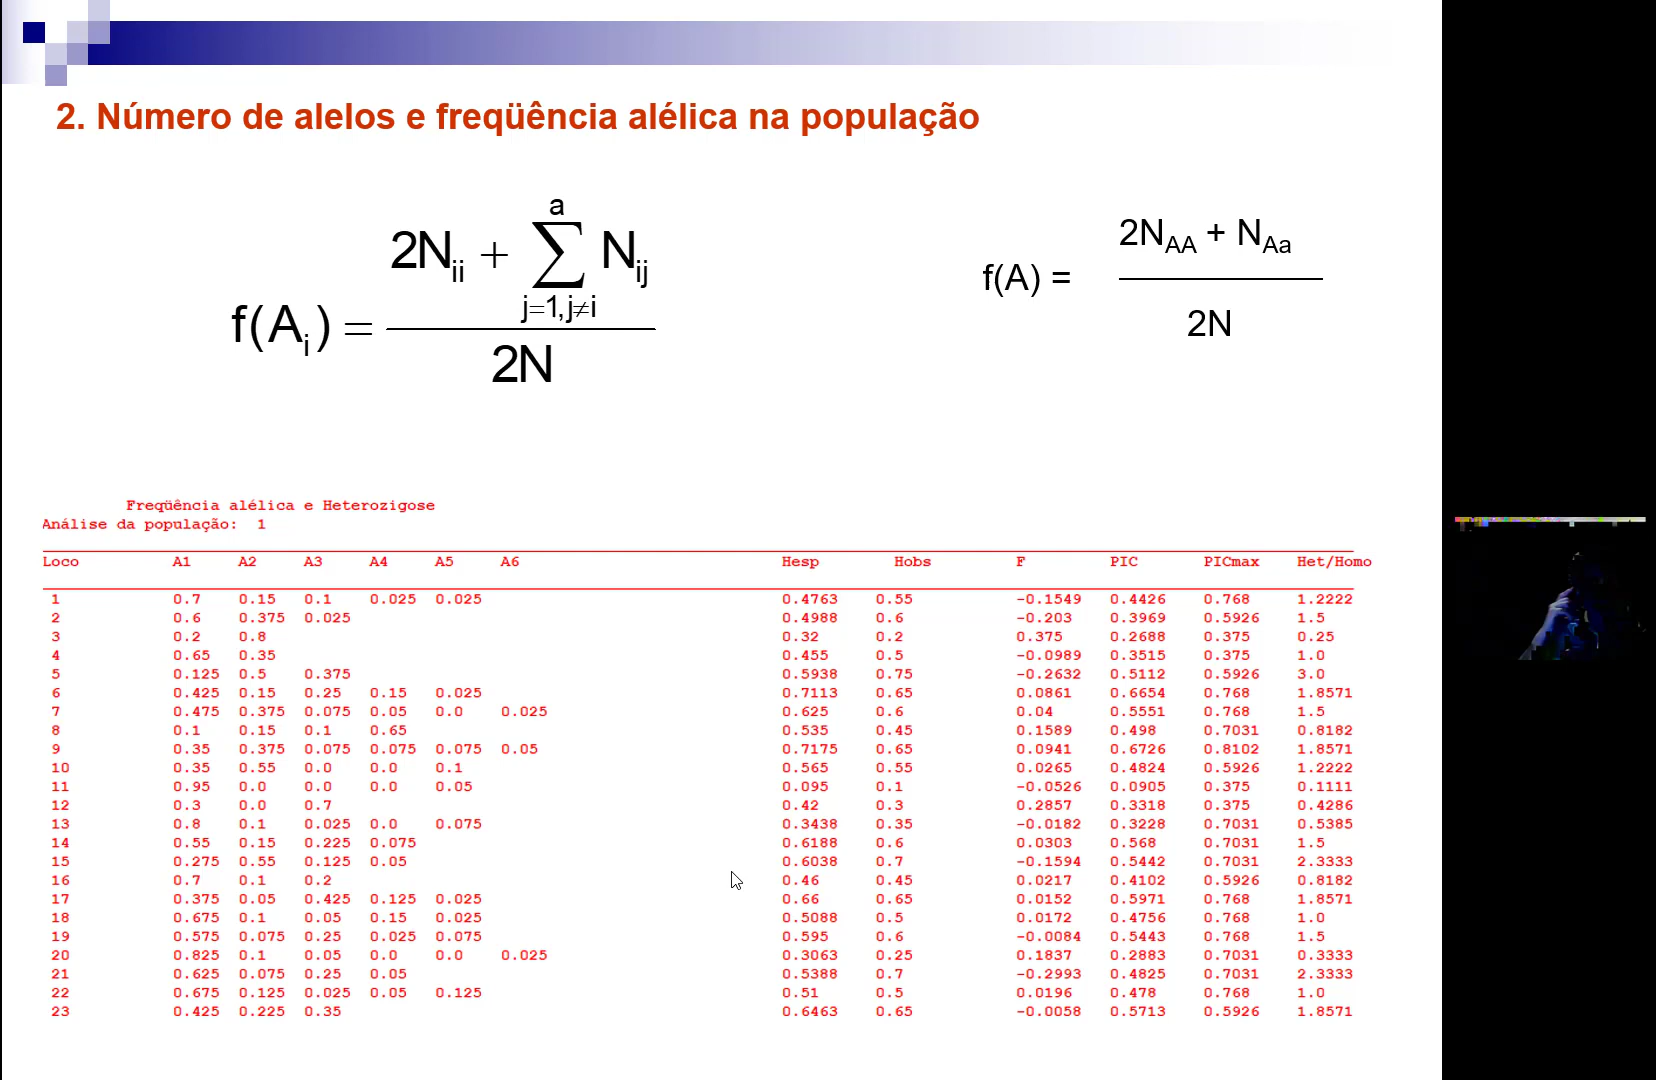 2. Número de alelos e freqüência alélica na população
f(Ai) = 2Nii + a∑j=1,j≠i Nij
2N
f(A) = 2NAA + NAa
2N
Freqüência alélica e Heterozigose
Análise da população: 1
Loco A1 A2 A3 A4 A5 A6 Hesp Hobs F PIC PICmax Het/Homo
1 0.7 0.15 0.1 0.025 0.025 0.4763 0.55 -0.1549 0.4426 0.768 1.2222
2 0.6 0.375 0.025 0.4988 0.6 -0.203 0.3969 0.5926 1.5
3 0.2 0.8 0.32 0.2 0.375 0.2688 0.375 0.25
4 0.65 0.35 0.455 0.5 -0.0989 0.3515 0.375 1.0
5 0.125 0.5 0.375 0.5938 0.75 -0.2632 0.5112 0.5926 3.0
6 0.425 0.15 0.25 0.15 0.025 0.7113 0.65 0.0861 0.6654 0.768 1.8571
7 0.475 0.375 0.075 0.05 0.0 0.025 0.625 0.6 0.04 0.5551 0.768 1.5
8 0.1 0.15 0.1 0.65 0.535 0.45 0.1589 0.498 0.7031 0.8182
9 0.35 0.375 0.075 0.075 0.075 0.05 0.7175 0.65 0.0941 0.6726 0.8102 1.8571
10 0.35 0.55 0.0 0.0 0.1 0.565 0.55 0.0265 0.4824 0.5926 1.2222
11 0.95 0.0 0.0 0.0 0.05 0.095 0.1 -0.0526 0.0905 0.375 0.1111
12 0.3 0.0 0.7 0.42 0.3 0.2857 0.3318 0.375 0.4286
13 0.8 0.1 0.025 0.0 0.075 0.3438 0.35 -0.0182 0.3228 0.7031 0.5385
14 0.55 0.15 0.225 0.075 0.6188 0.6 0.0303 0.568 0.7031 1.5
15 0.275 0.55 0.125 0.05 0.6038 0.7 -0.1594 0.5442 0.7031 2.3333
16 0.7 0.1 0.2 0.46 0.45 0.0217 0.4102 0.5926 0.8182
17 0.375 0.05 0.425 0.125 0.025 0.66 0.65 0.0152 0.5971 0.768 1.8571
18 0.675 0.1 0.05 0.15 0.025 0.5088 0.5 0.0172 0.4756 0.768 1.0
19 0.575 0.075 0.25 0.025 0.075 0.595 0.6 -0.0084 0.5443 0.768 1.5
20 0.825 0.1 0.05 0.0 0.0 0.025 0.3063 0.25 0.1837 0.2883 0.7031 0.3333
21 0.625 0.075 0.25 0.05 0.5388 0.7 -0.2993 0.4825 0.7031 2.3333
22 0.675 0.125 0.025 0.05 0.125 0.51 0.5 0.0196 0.478 0.768 1.0
23 0.425 0.225 0.35 0.6463 0.65 -0.0058 0.5713 0.5926 1.8571